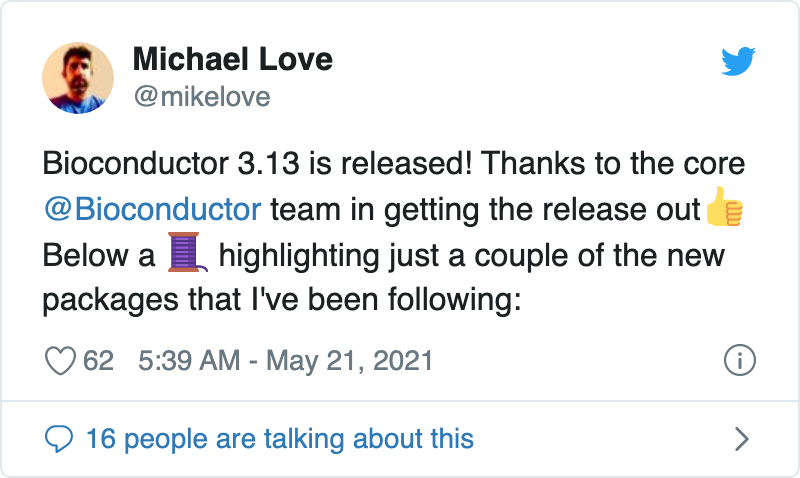 Michael Love
@mikelove
Bioconductor 3.13 is released! Thanks to the core
@Bioconductor team in getting the release out👍
Below a 🧵 highlighting just a couple of the new
packages that I've been following:
62 5:39 AM - May 21, 2021
16 people are talking about this